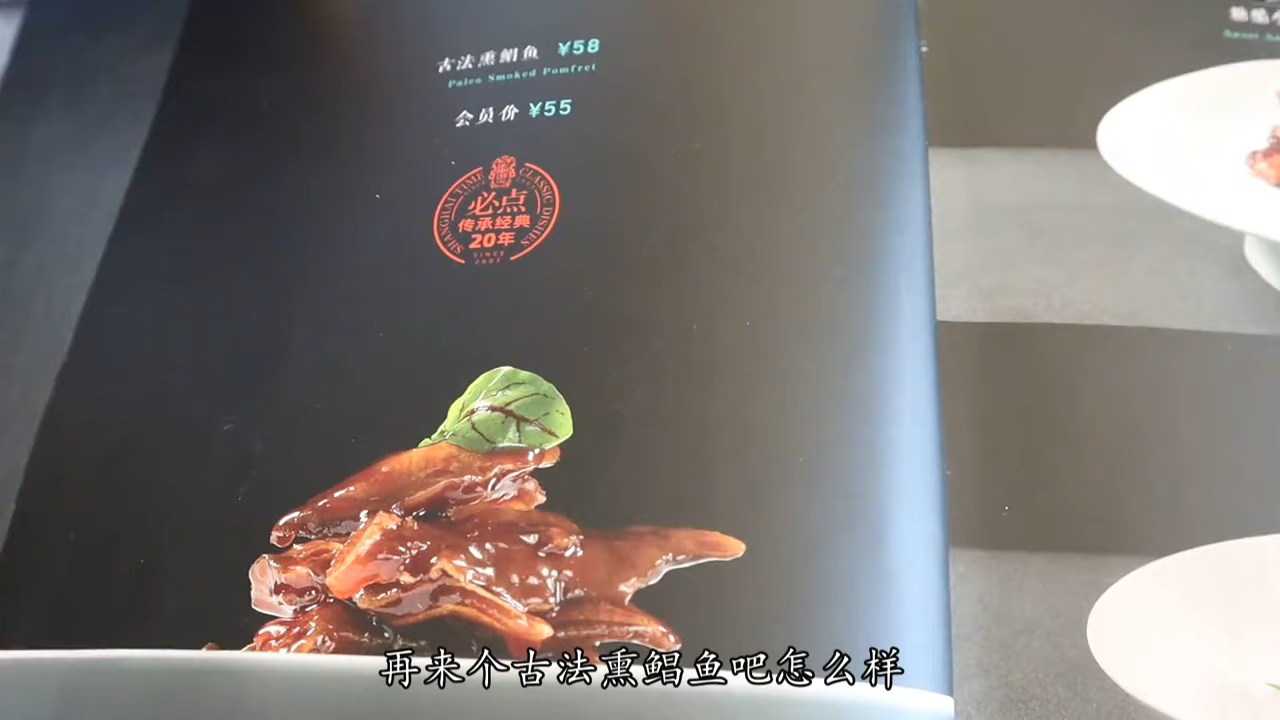 古法熏鲳鱼 ¥58
Paleo Smoked Pomfret
会员价 ¥55
SHANGHAI TIME CLASSIC DISHES
必点
传承经典
20年
SINCE
2003
再来个古法熏鲳鱼吧怎么样